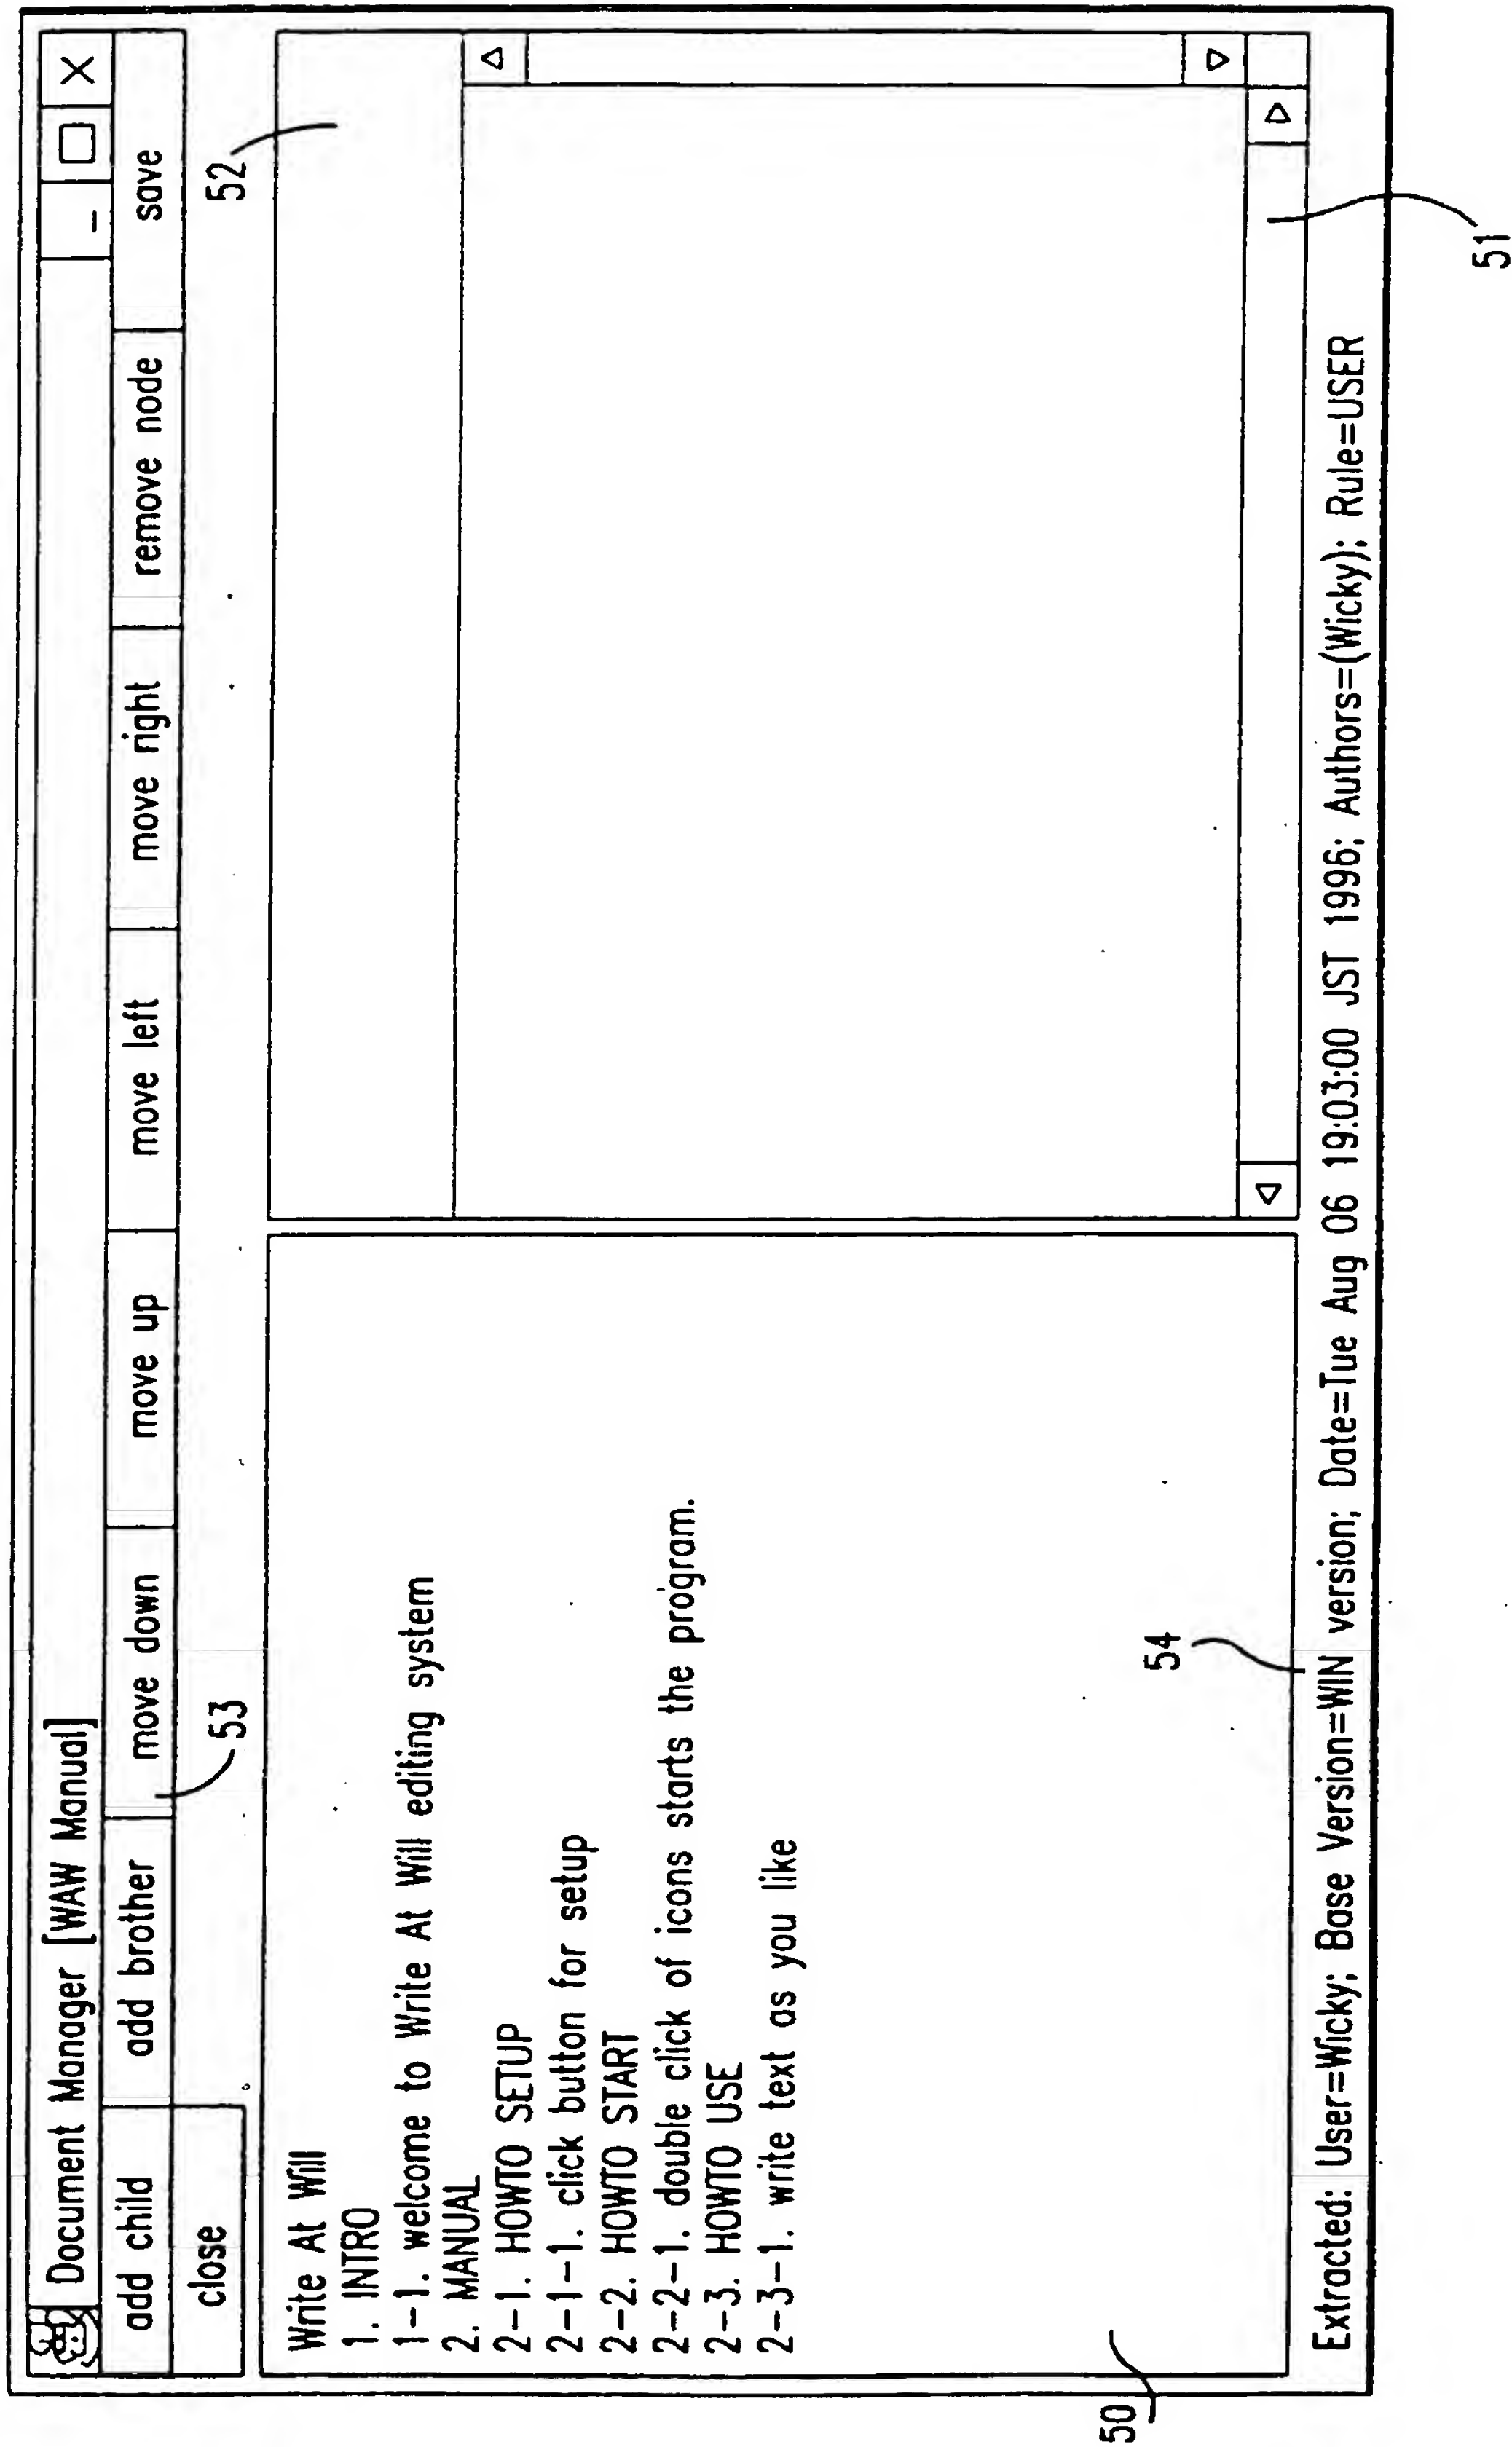 Document Manager [WAW Manual] _ □ X
add child add brother move down move up move left move right remove node save
close
53
52
Write At Will
1. INTRO
1-1. welcome to Write At Will editing system
2. MANUAL
2-1. HOWTO SETUP
2-1-1. click button for setup
2-2. HOWTO START
2-2-1. double click of icons starts the program.
2-3. HOWTO USE
2-3-1. write text as you like
50
54
Extracted: User=Wicky; Base Version=WIN version; Date=Tue Aug 06 19:03:00 JST 1996; Authors=(Wicky); Rule=USER
51